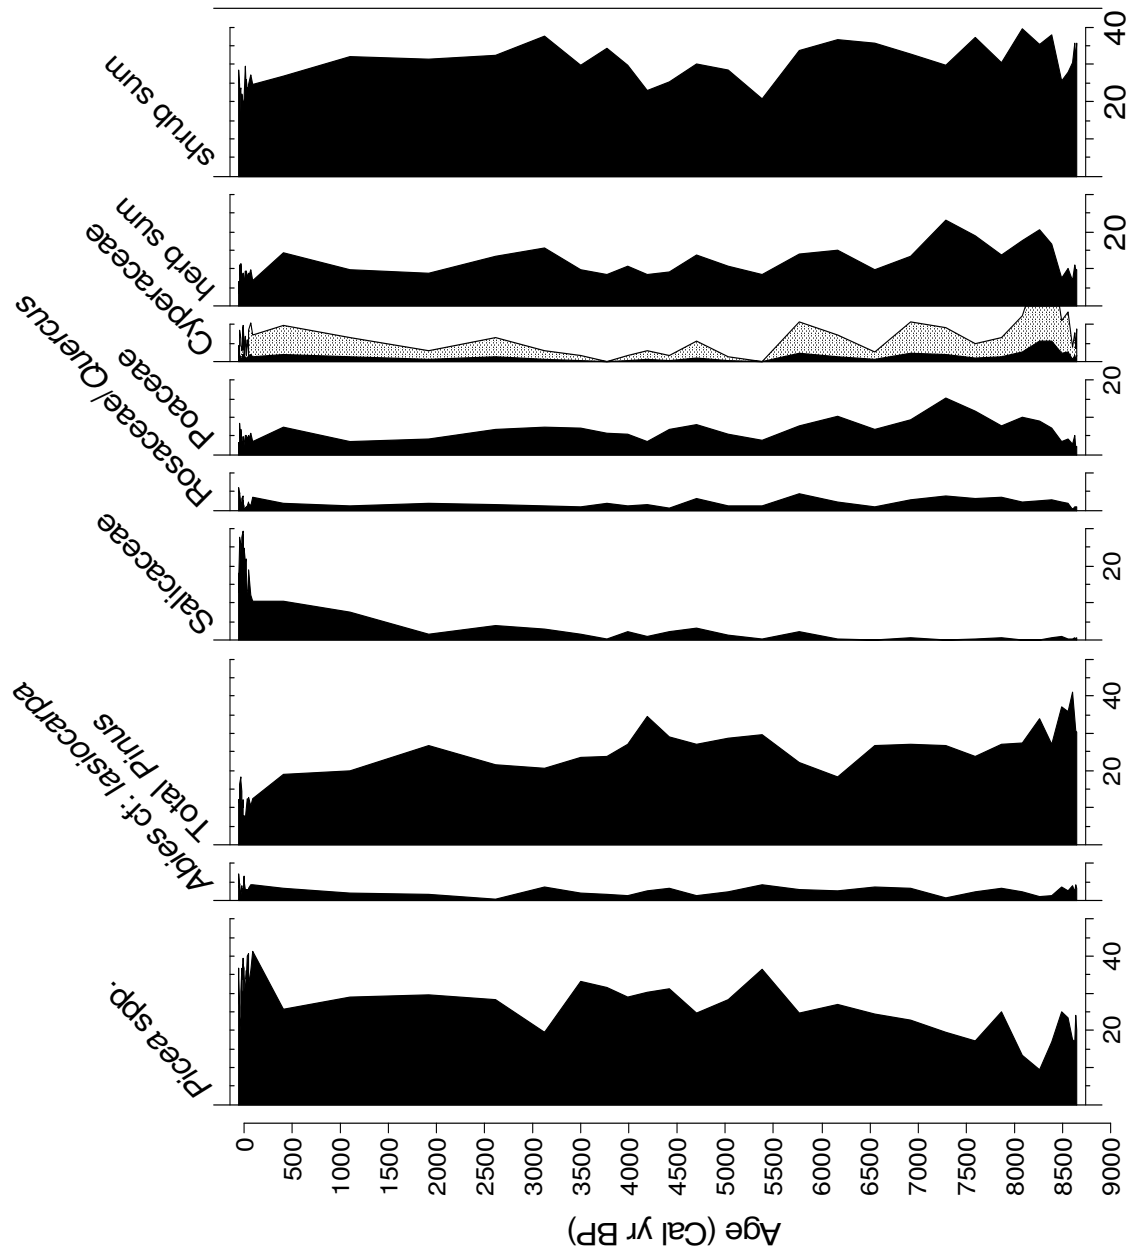 Picea spp.
Abies cf. lasiocarpa
Total Pinus
Salicaceae
Rosaceae/Quercus
Poaceae
Cyperaceae
herb sum
shrub sum
20 40
20 40
20
20
20
20 40
0
500
1000
1500
2000
2500
3000
3500
4000
4500
5000
5500
6000
6500
7000
7500
8000
8500
9000
Age (Cal yr BP)